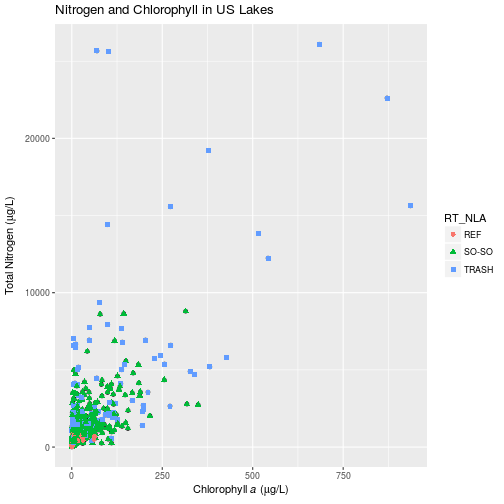 Nitrogen and Chlorophyll in US Lakes
Total Nitrogen (μg/L)
20000
10000
0
0
250
500
750
Chlorophyll a (μg/L)
RT_NLA
REF
SO-SO
TRASH